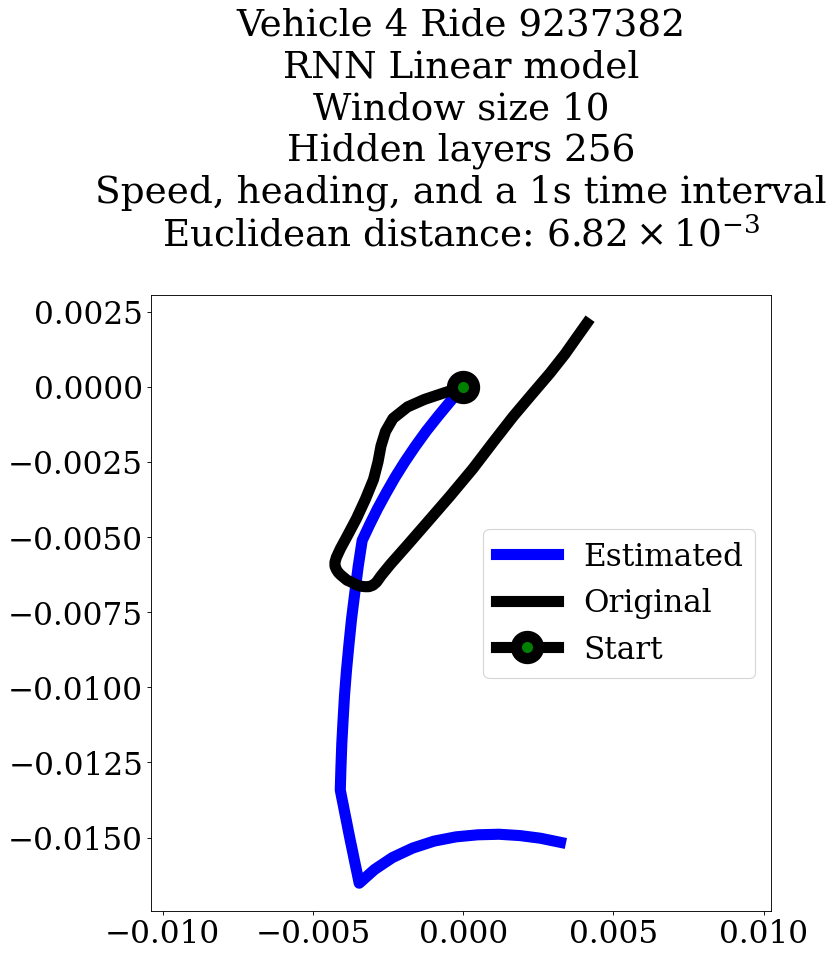 Vehicle 4 Ride 9237382
RNN Linear model
Window size 10
Hidden layers 256
Speed, heading, and a 1s time interval
Euclidean distance: 6.82 × 10⁻³
0.0025
0.0000
−0.0025
−0.0050
−0.0075
−0.0100
−0.0125
−0.0150
Estimated
Original
Start
−0.010 −0.005 0.000 0.005 0.010